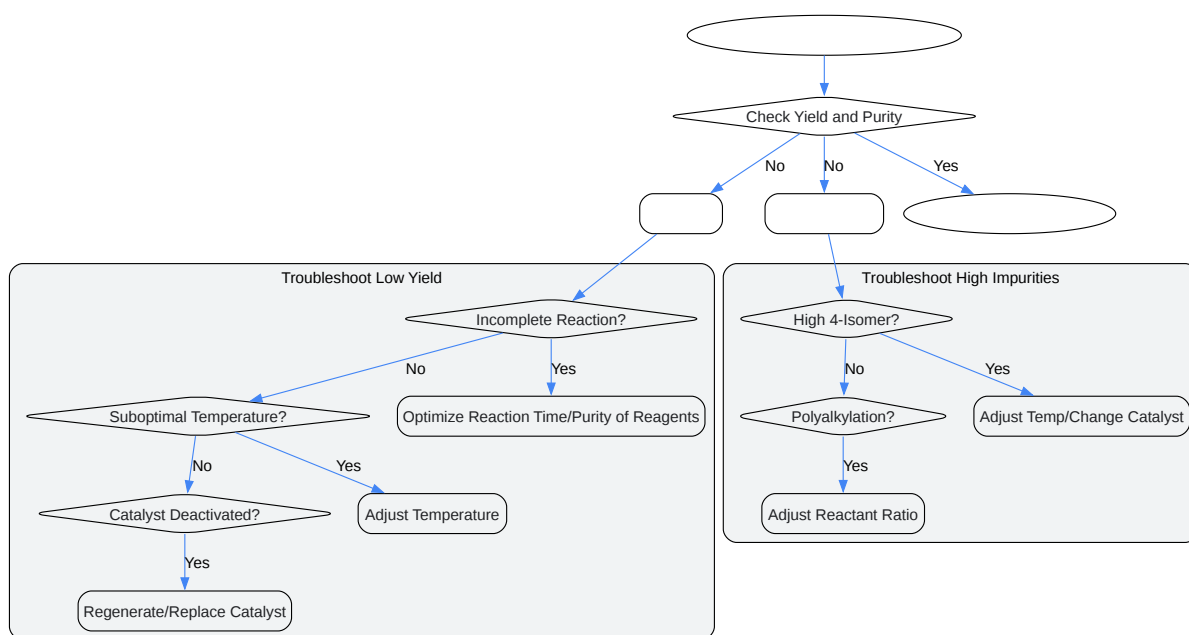 Check Yield and Purity
No
No
Yes
Troubleshoot Low Yield
Troubleshoot High Impurities
Incomplete Reaction?
High 4-Isomer?
No
Yes
No
Yes
Suboptimal Temperature?
Optimize Reaction Time/Purity of Reagents
Polyalkylation?
Adjust Temp/Change Catalyst
No
Yes
Yes
Catalyst Deactivated?
Adjust Temperature
Adjust Reactant Ratio
Yes
Regenerate/Replace Catalyst